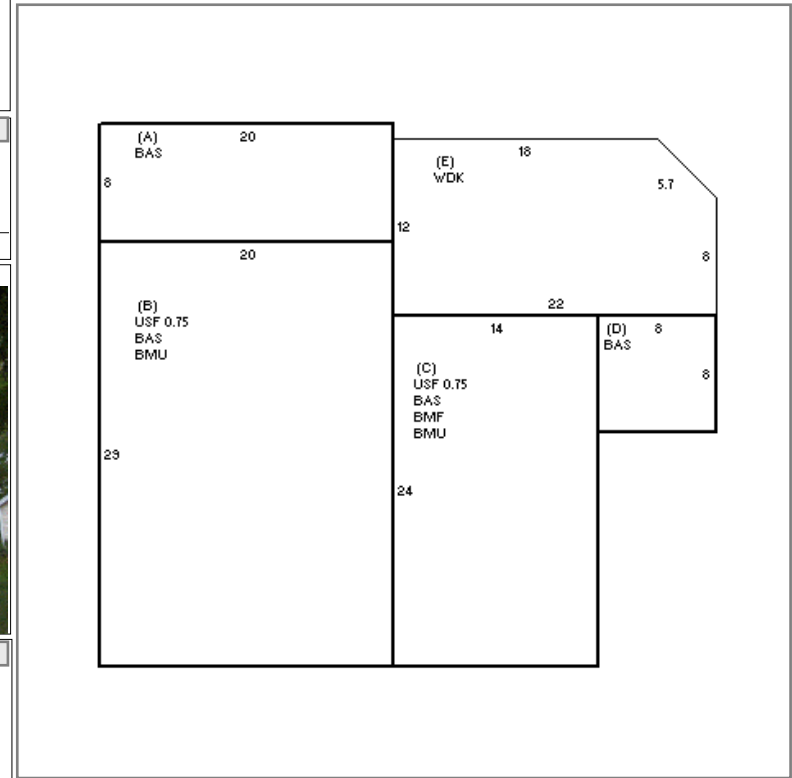 (A)
BAS
20
8
(E)
WDK
18
5.7
12
8
20
22
(B)
USF 0.75
BAS
BMU
14
(D)
BAS
8
8
(C)
USF 0.75
BAS
BMF
BMU
29
24